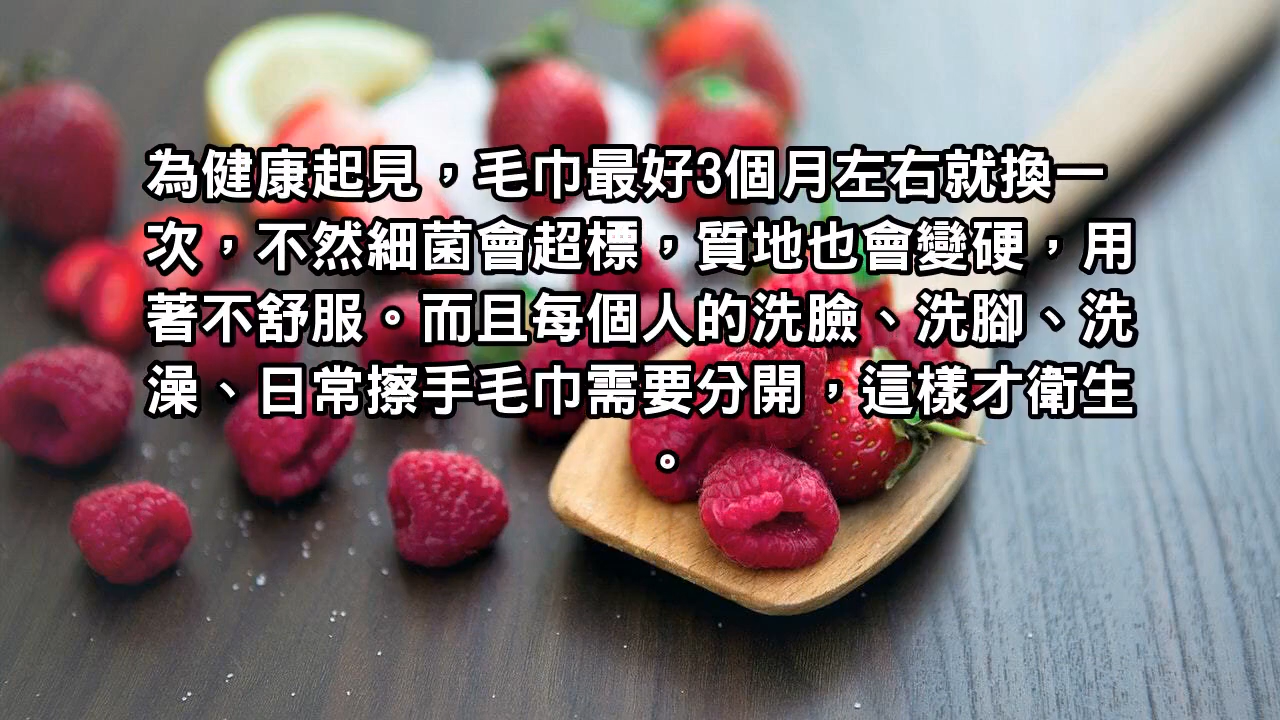 為健康起見，毛巾最好3個月左右就換一
次，不然細菌會超標，質地也會變硬，用
著不舒服。而且每個人的洗臉、洗腳、洗
澡、日常擦手毛巾需要分開，這樣才衛生
。